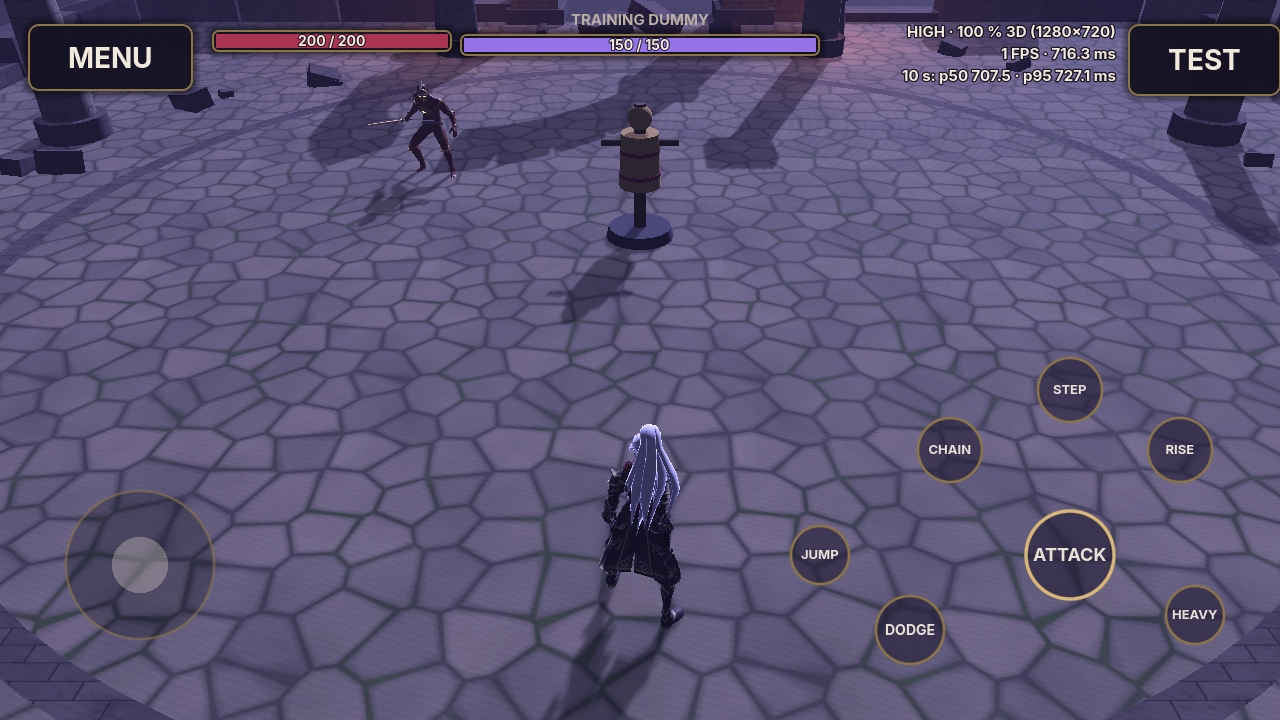 TRAINING DUMMY
MENU
200 / 200
150 / 150
HIGH · 100 % 3D (1280×720)
1 FPS · 716.3 ms
10 s: p50 707.5 · p95 727.1 ms
TEST
STEP
CHAIN
RISE
JUMP
ATTACK
HEAVY
DODGE